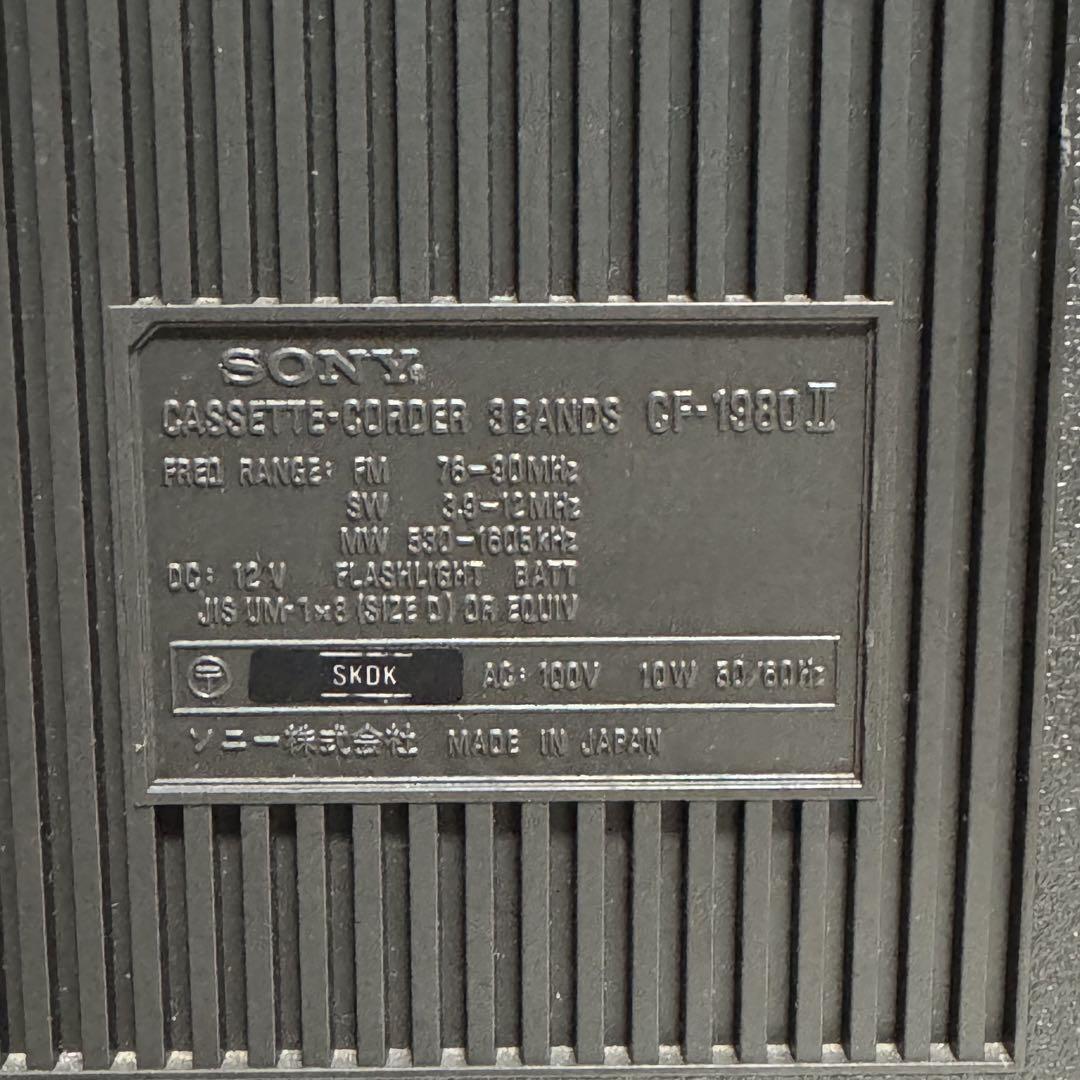 SONY®
CASSETTE-CORDER 3 BANDS CF-1980II
FREQ. RANGE: FM 76-90MHz
SW 3.9-12MHz
MW 530-1605kHz
DC: 12V FLASHLIGHT BATT
JIS UM-1×8 (SIZE D) OR EQUIV
〒 SKDK AC: 100V 10W 50/60Hz
ソニー株式会社 MADE IN JAPAN